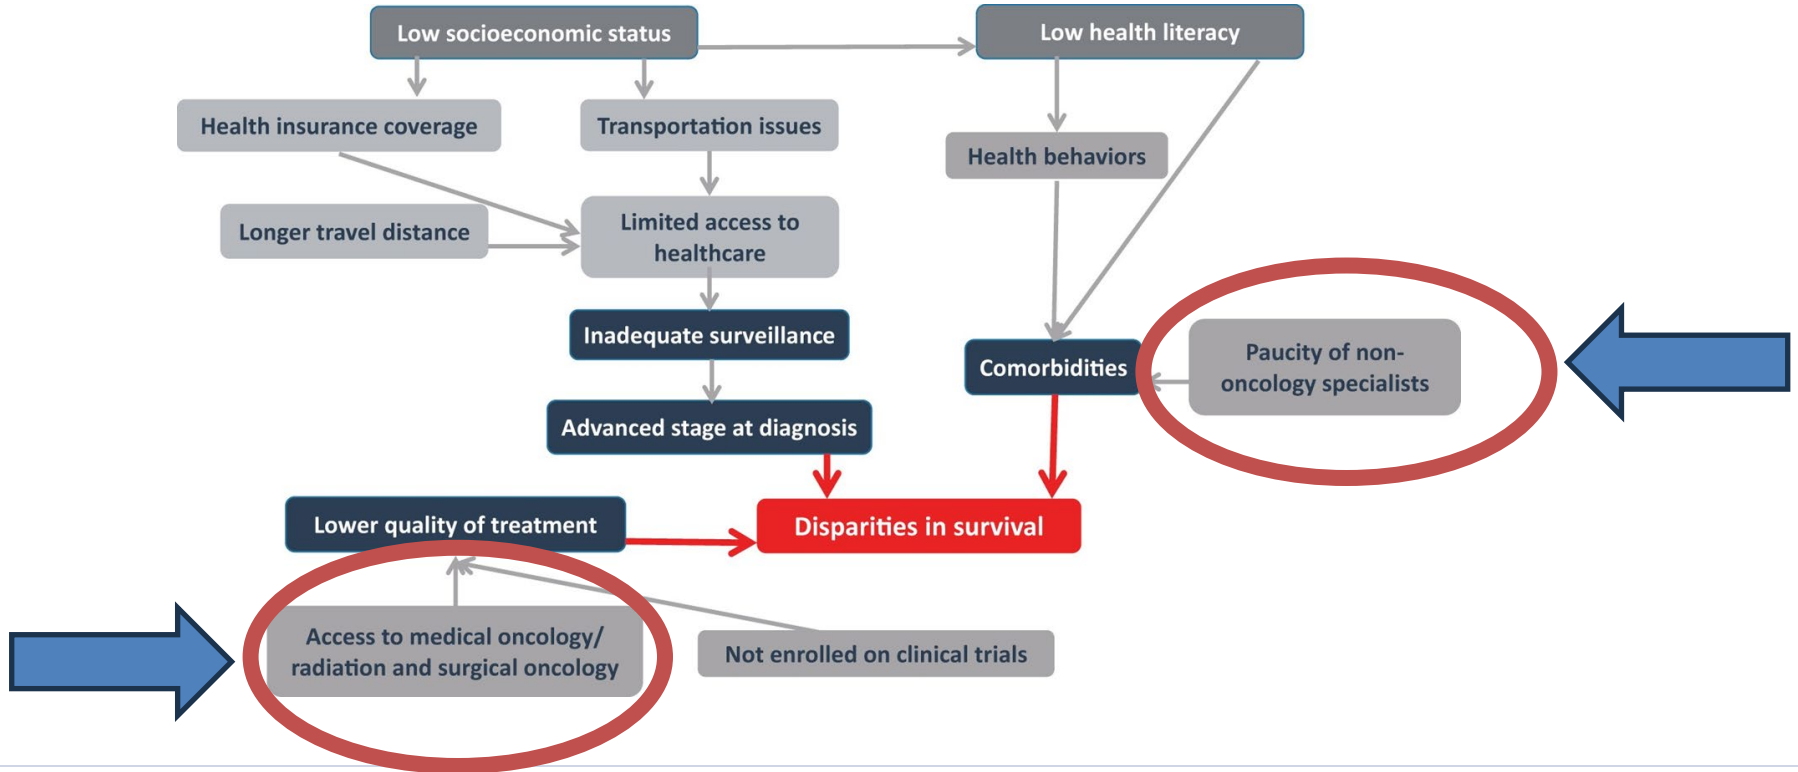 Low socioeconomic status
Low health literacy
Health insurance coverage
Transportation issues
Health behaviors
Longer travel distance
Limited access to
healthcare
Inadequate surveillance
Comorbidities
Paucity of non-
oncology specialists
Advanced stage at diagnosis
Lower quality of treatment
Disparities in survival
Access to medical oncology/
radiation and surgical oncology
Not enrolled on clinical trials